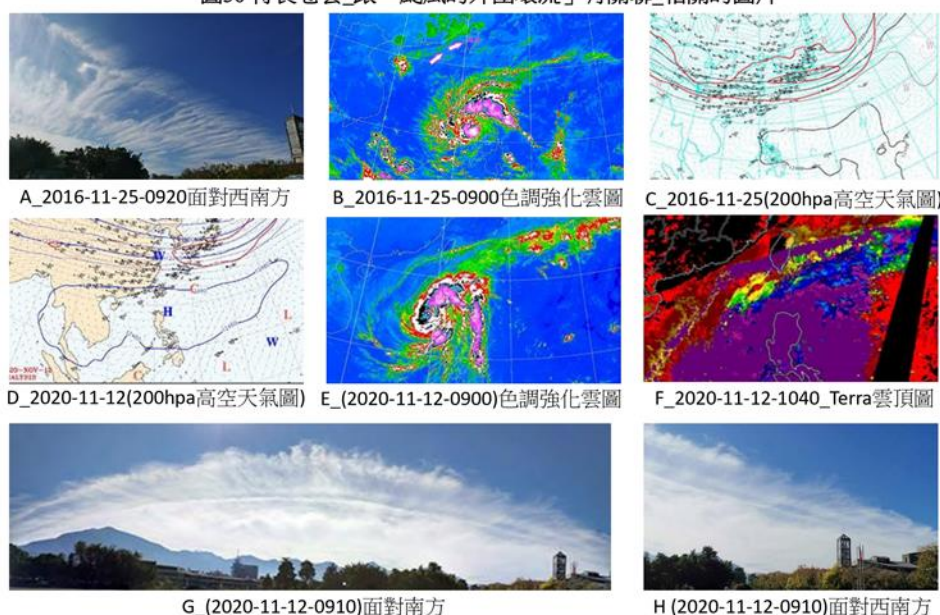 A_2016-11-25-0920面對西南方
B_2016-11-25-0900色調強化雲圖
C_2016-11-25(200hpa高空天氣圖)
W
C
H
L
W
L
C
D_2020-11-12(200hpa高空天氣圖)
E_(2020-11-12-0900)色調強化雲圖
F_2020-11-12-1040_Terra雲頂圖
G_(2020-11-12-0910)面對南方
H (2020-11-12-0910)面對西南方